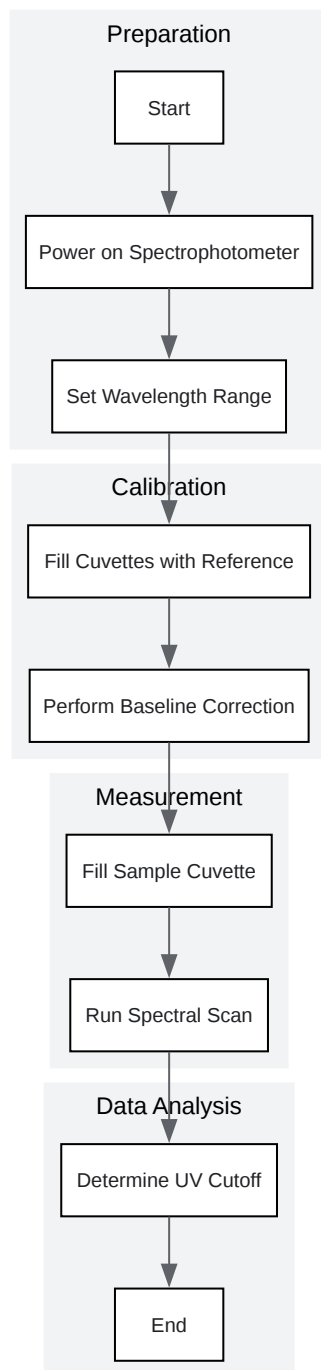 Preparation
Start
Power on Spectrophotometer
Set Wavelength Range
Calibration
Fill Cuvettes with Reference
Perform Baseline Correction
Measurement
Fill Sample Cuvette
Run Spectral Scan
Data Analysis
Determine UV Cutoff
End